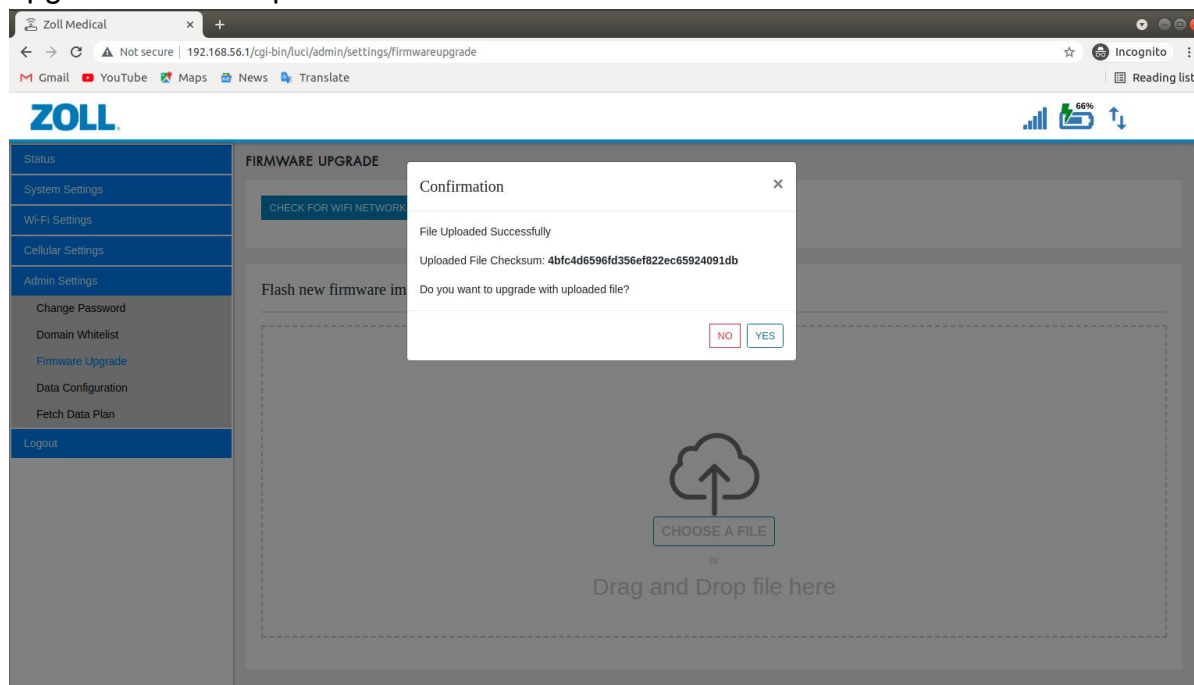 Zoll Medical
Not secure | 192.168.56.1/cgi-bin/luci/admin/settings/firmwareupgrade
Incognito
Gmail YouTube Maps News Translate Reading list
ZOLL
66%
Status
System Settings
Wi-Fi Settings
Cellular Settings
Admin Settings
Change Password
Domain Whitelist
Firmware Upgrade
Data Configuration
Fetch Data Plan
Logout
FIRMWARE UPGRADE
CHECK FOR WIFI NETWORK
Flash new firmware im
Confirmation
File Uploaded Successfully
Uploaded File Checksum: 4bfc4d6596fd356ef822ec65924091db
Do you want to upgrade with uploaded file?
NO YES
CHOOSE A FILE
or
Drag and Drop file here